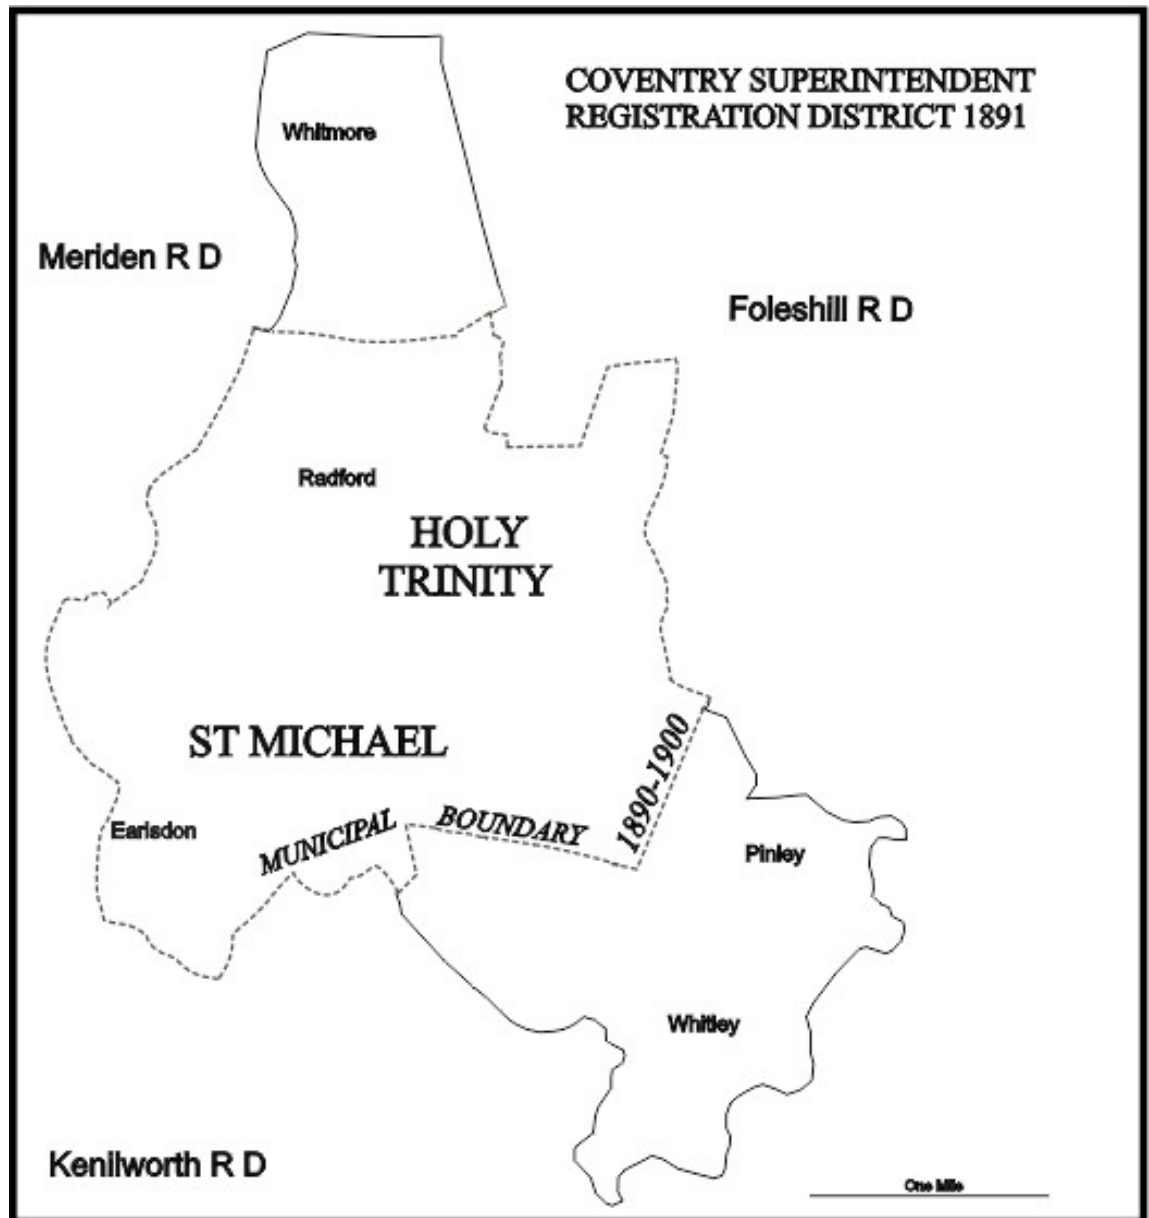 COVENTRY SUPERINTENDENT
REGISTRATION DISTRICT 1891
Whitmore
Meriden R D
Foleshill R D
Radford
HOLY
TRINITY
ST MICHAEL
1890-1900
Earlsdon
MUNICIPAL
BOUNDARY
Pinley
Whitley
Kenilworth R D
One Mile